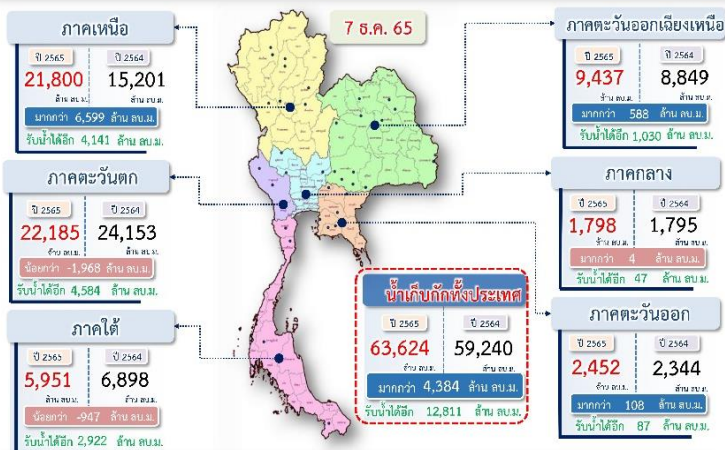 7 ธ.ค. 65
ภาคเหนือ
ปี 2565 ปี 2564
21,800 15,201
ล้าน ลบ.ม. ล้าน ลบ.ม.
มากกว่า 6,599 ล้าน ลบ.ม.
รับน้ำได้อีก 4,141 ล้าน ลบ.ม.
ภาคตะวันออกเฉียงเหนือ
ปี 2565 ปี 2564
9,437 8,849
ล้าน ลบ.ม. ล้าน ลบ.ม.
มากกว่า 588 ล้าน ลบ.ม.
รับน้ำได้อีก 1,030 ล้าน ลบ.ม.
ภาคตะวันตก
ปี 2565 ปี 2564
22,185 24,153
ล้าน ลบ.ม. ล้าน ลบ.ม.
น้อยกว่า -1,968 ล้าน ลบ.ม.
รับน้ำได้อีก 4,584 ล้าน ลบ.ม.
ภาคกลาง
ปี 2565 ปี 2564
1,798 1,795
ล้าน ลบ.ม. ล้าน ลบ.ม.
มากกว่า 4 ล้าน ลบ.ม.
รับน้ำได้อีก 47 ล้าน ลบ.ม.
ภาคใต้
ปี 2565 ปี 2564
5,951 6,898
ล้าน ลบ.ม. ล้าน ลบ.ม.
น้อยกว่า -947 ล้าน ลบ.ม.
รับน้ำได้อีก 2,922 ล้าน ลบ.ม.
น้ำเก็บกักทั้งประเทศ
ปี 2565 ปี 2564
63,624 59,240
ล้าน ลบ.ม. ล้าน ลบ.ม.
มากกว่า 4,384 ล้าน ลบ.ม.
รับน้ำได้อีก 12,811 ล้าน ลบ.ม.
ภาคตะวันออก
ปี 2565 ปี 2564
2,452 2,344
ล้าน ลบ.ม. ล้าน ลบ.ม.
มากกว่า 108 ล้าน ลบ.ม.
รับน้ำได้อีก 87 ล้าน ลบ.ม.